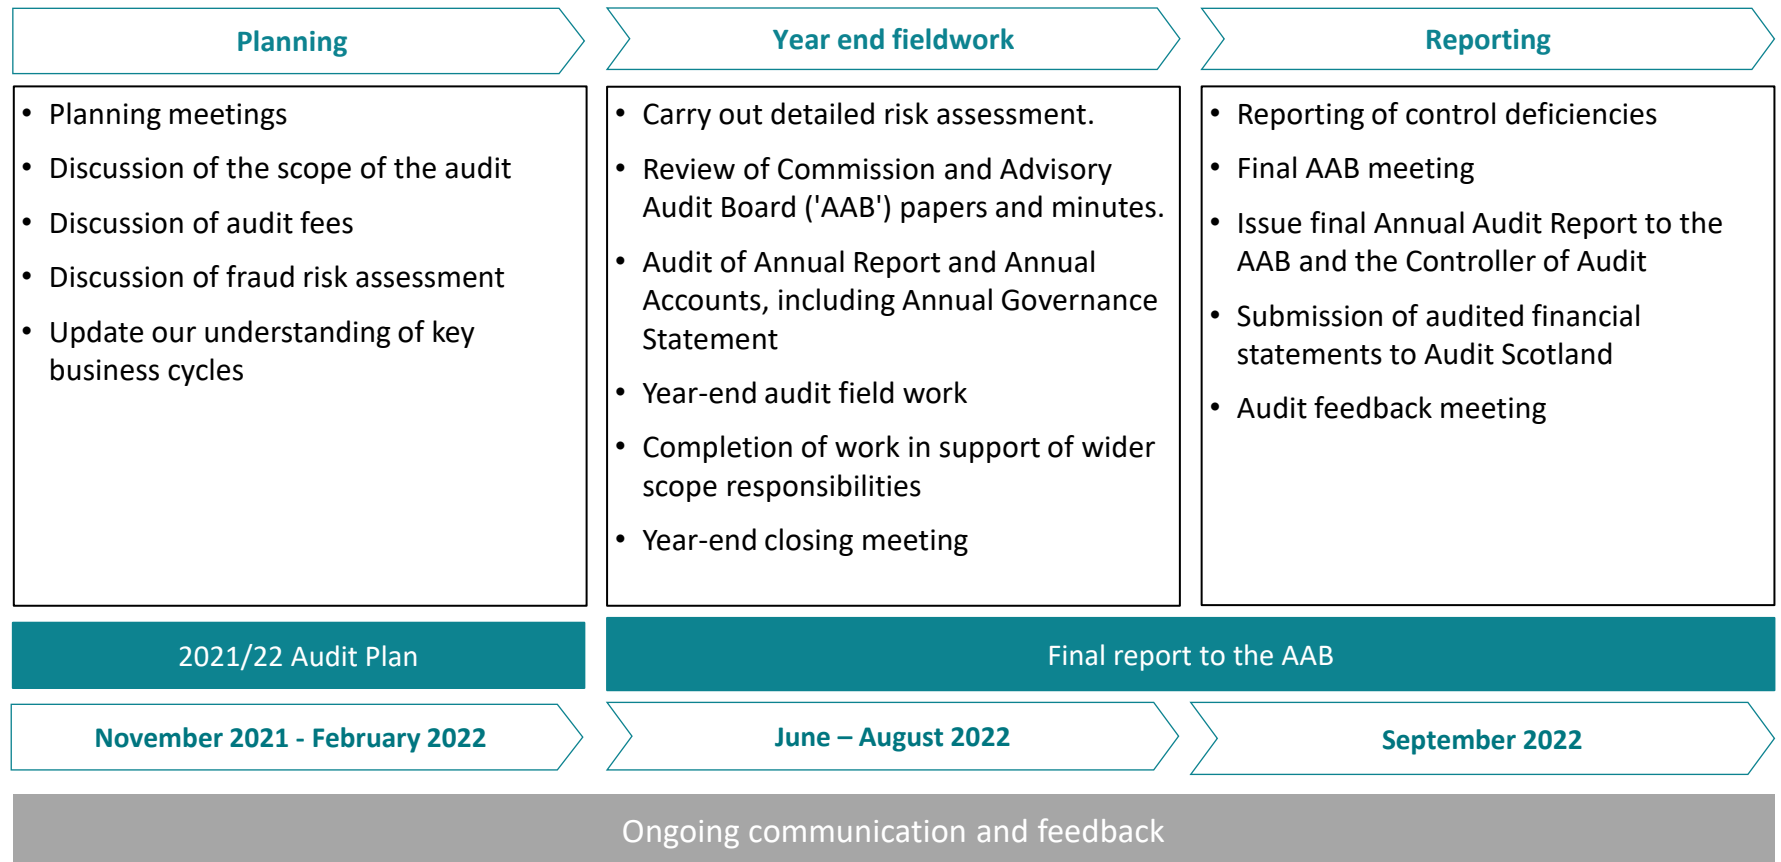 Planning
Year end fieldwork
Reporting
• Planning meetings
• Discussion of the scope of the audit
• Discussion of audit fees
• Discussion of fraud risk assessment
• Update our understanding of key
business cycles
• Carry out detailed risk assessment.
• Review of Commission and Advisory
Audit Board ('AAB') papers and minutes.
• Audit of Annual Report and Annual
Accounts, including Annual Governance
Statement
• Year-end audit field work
• Completion of work in support of wider
scope responsibilities
• Year-end closing meeting
• Reporting of control deficiencies
• Final AAB meeting
• Issue final Annual Audit Report to the
AAB and the Controller of Audit
• Submission of audited financial
statements to Audit Scotland
• Audit feedback meeting
2021/22 Audit Plan
Final report to the AAB
November 2021 - February 2022
June – August 2022
September 2022
Ongoing communication and feedback